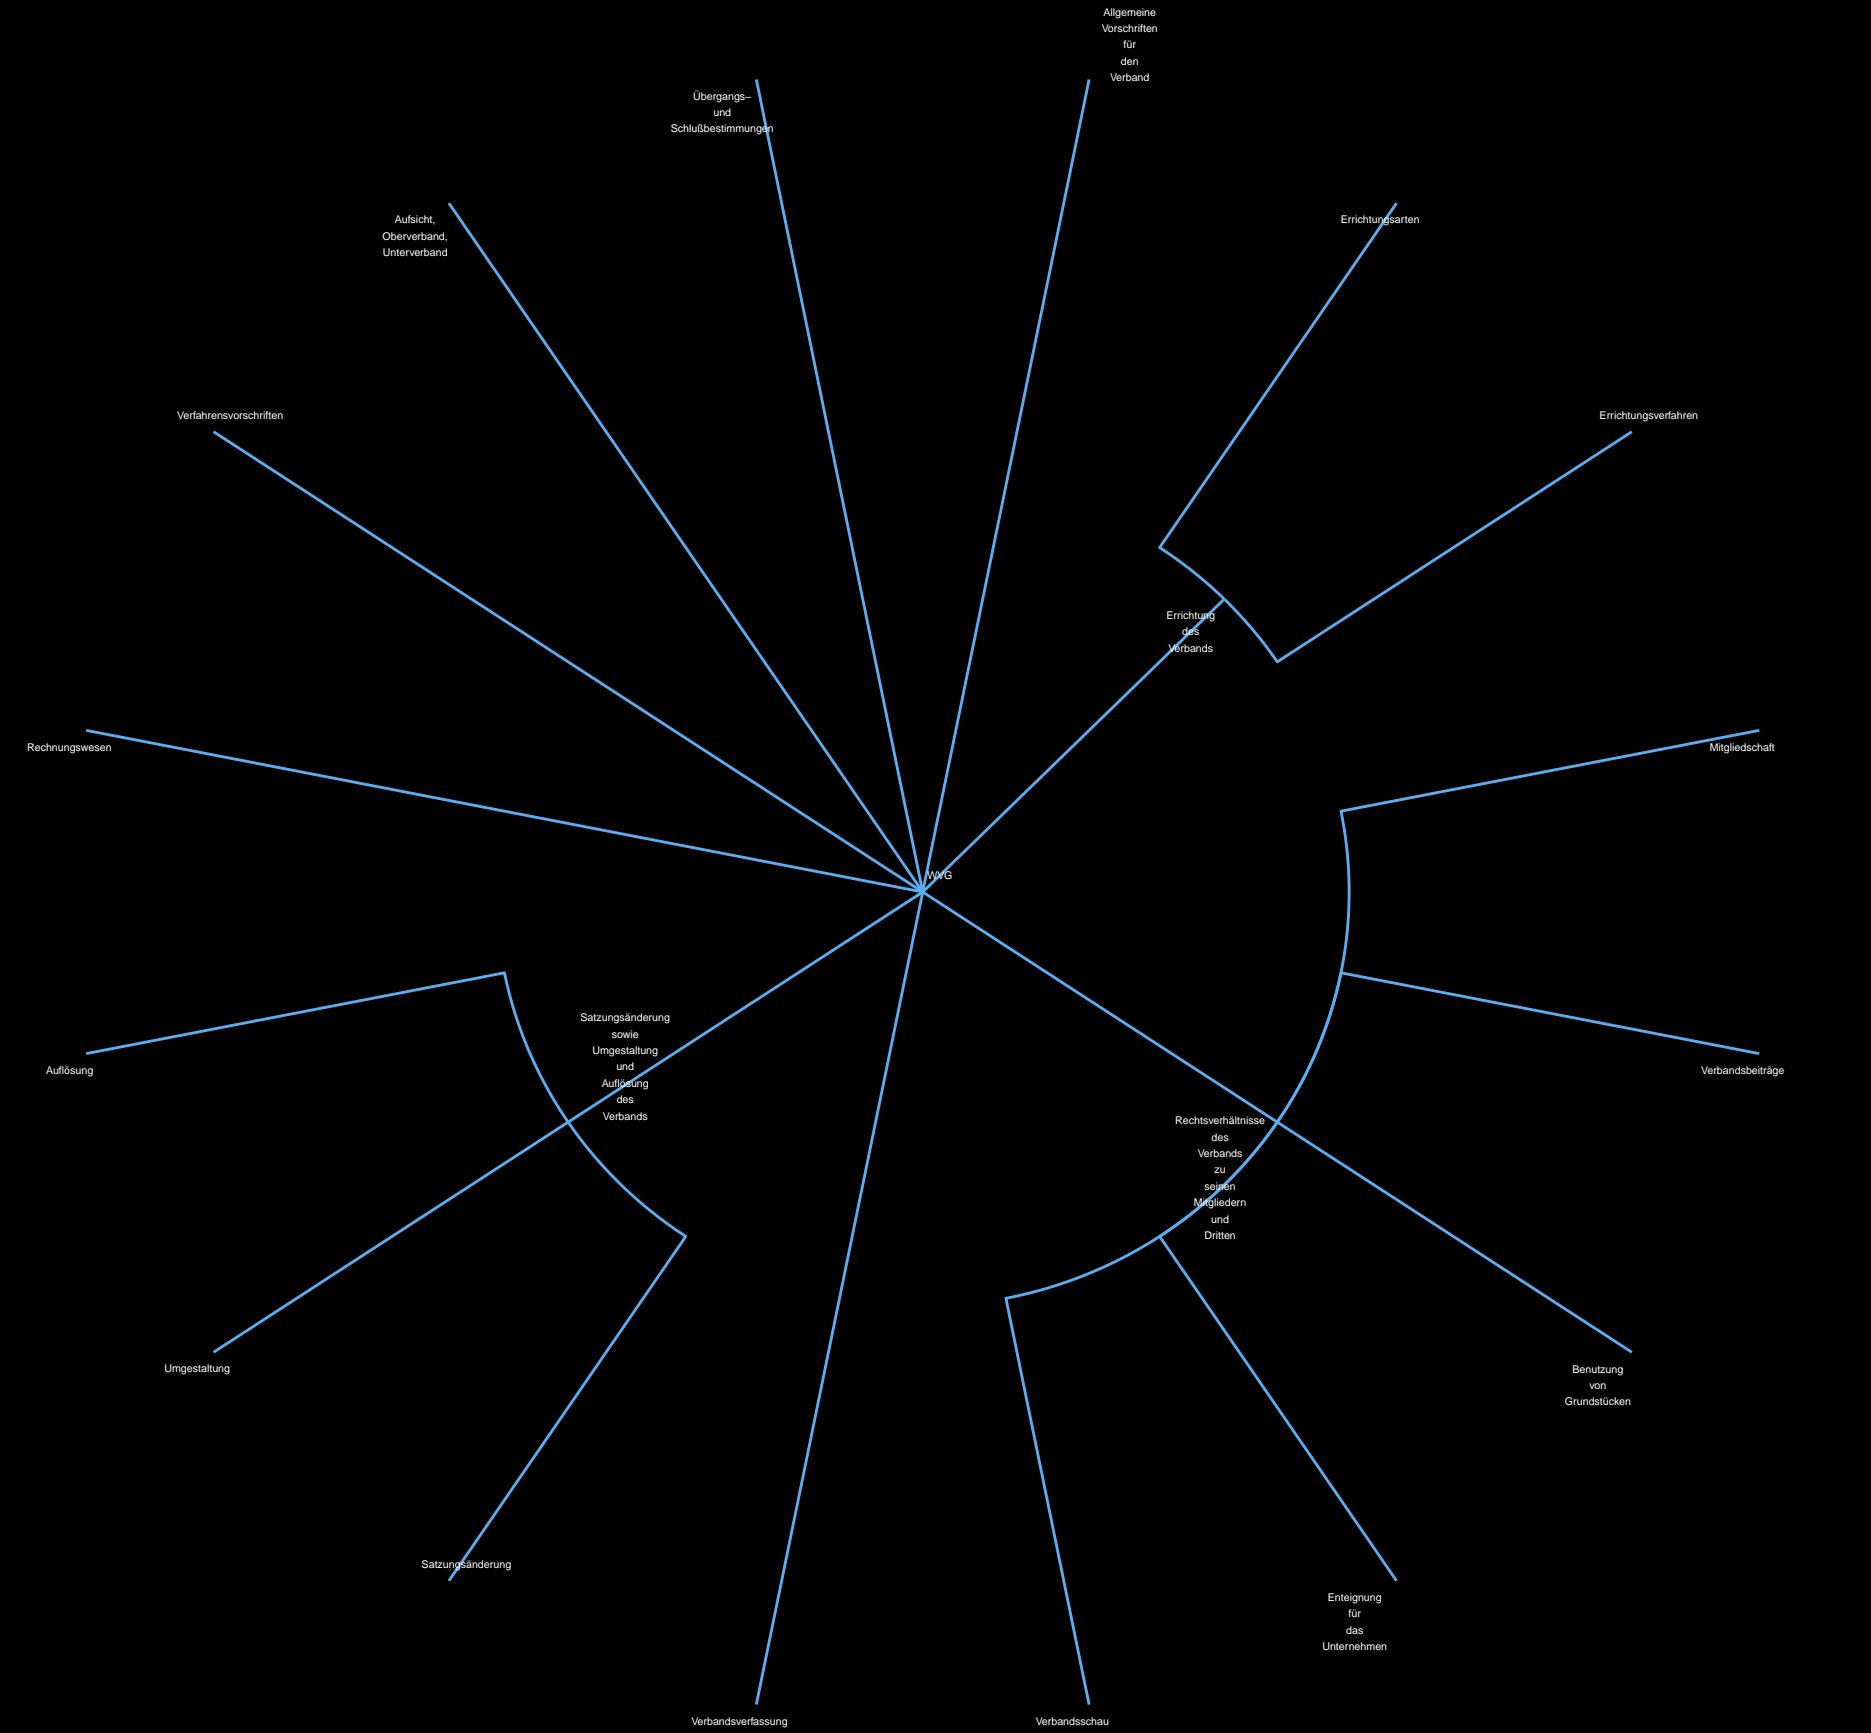 Allgemeine
Vorschriften
für
den
Verband
Übergangs–
und
Schlußbestimmungen
Aufsicht,
Oberverband,
Unterverband
Errichtungsarten
Verfahrensvorschriften
Errichtungsverfahren
Errichtung
des
Verbands
Rechnungswesen
Mitgliedschaft
WVG
Satzungsänderung
sowie
Umgestaltung
und
Auflösung
des
Verbands
Auflösung
Verbandsbeiträge
Rechtsverhältnisse
des
Verbands
zu
seinen
Mitgliedern
und
Dritten
Umgestaltung
Benutzung
von
Grundstücken
Satzungsänderung
Enteignung
für
das
Unternehmen
Verbandsverfassung
Verbandsschau